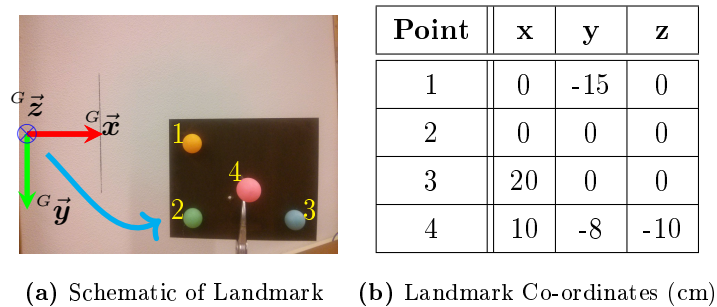 G z⃗
G x⃗
G y⃗
1
4
2
3
(a) Schematic of Landmark
Point x y z
1 0 -15 0
2 0 0 0
3 20 0 0
4 10 -8 -10
(b) Landmark Co-ordinates (cm)